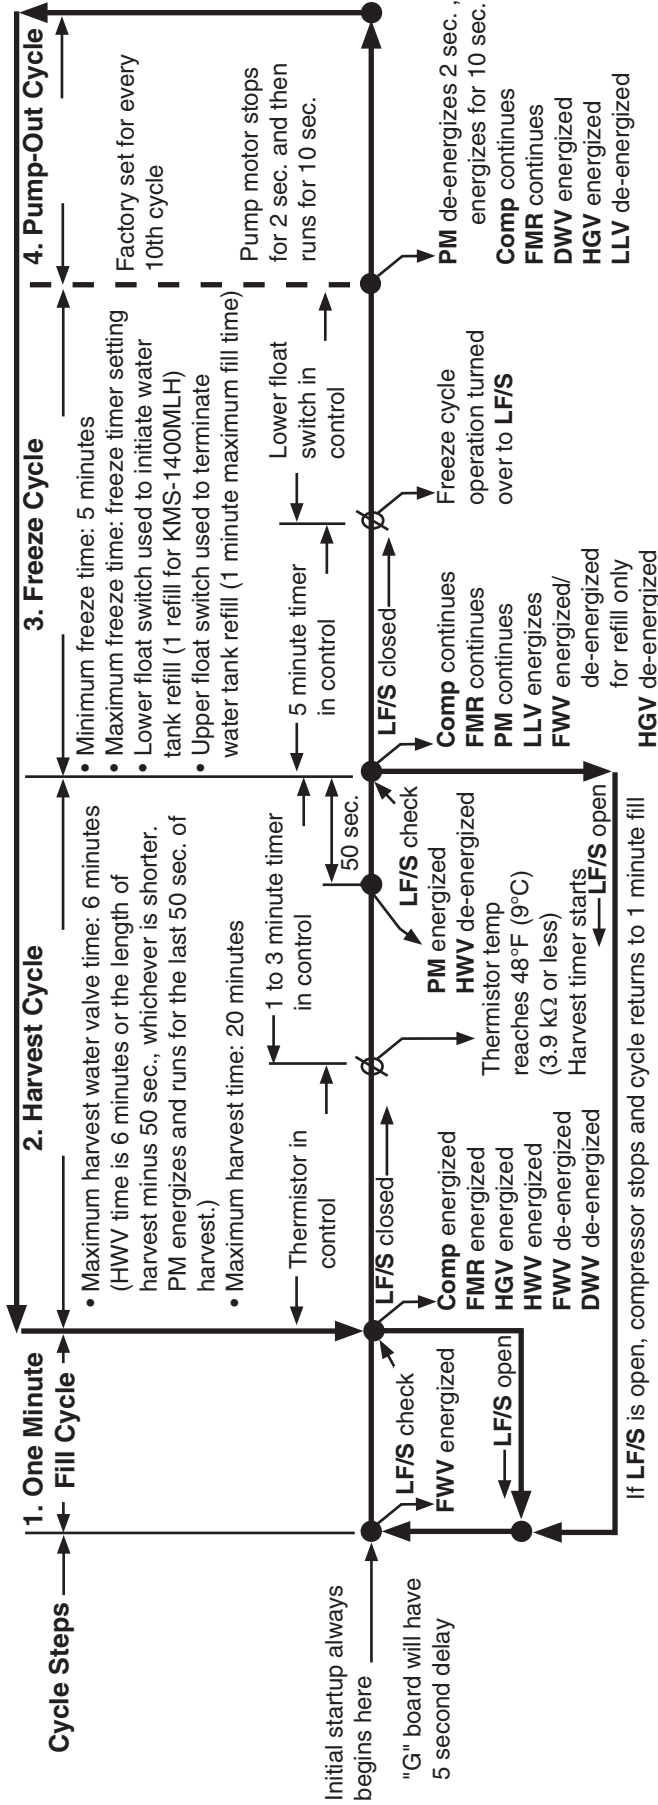 Cycle Steps
1. One Minute
Fill Cycle
2. Harvest Cycle
3. Freeze Cycle
4. Pump-Out Cycle
Initial startup always
begins here
"G" board will have
5 second delay
LF/S check
FWV energized
LF/S open
• Maximum harvest water valve time: 6 minutes
(HWV time is 6 minutes or the length of
harvest minus 50 sec., whichever is shorter.
PM energizes and runs for the last 50 sec. of
harvest.)
• Maximum harvest time: 20 minutes
Thermistor in
control
1 to 3 minute timer
in control
50 sec.
LF/S closed
Comp energized
FMR energized
HGV energized
HWV energized
FWV de-energized
DWV de-energized
Thermistor temp
reaches 48°F (9°C)
(3.9 kΩ or less)
Harvest timer starts
PM energized
HWV de-energized
LF/S check
LF/S open
• Minimum freeze time: 5 minutes
• Maximum freeze time: freeze timer setting
• Lower float switch used to initiate water
tank refill (1 refill for KMS-1400MLH)
• Upper float switch used to terminate
water tank refill (1 minute maximum fill time)
5 minute timer
in control
Lower float
switch in
control
LF/S closed
Comp continues
FMR continues
PM continues
LLV energizes
FWV energized/
de-energized
for refill only
HGV de-energized
Freeze cycle
operation turned
over to LF/S
Factory set for every
10th cycle
Pump motor stops
for 2 sec. and then
runs for 10 sec.
PM de-energizes 2 sec. ,
energizes for 10 sec.
Comp continues
FMR continues
DWV energized
HGV energized
LLV de-energized
If LF/S is open, compressor stops and cycle returns to 1 minute fill